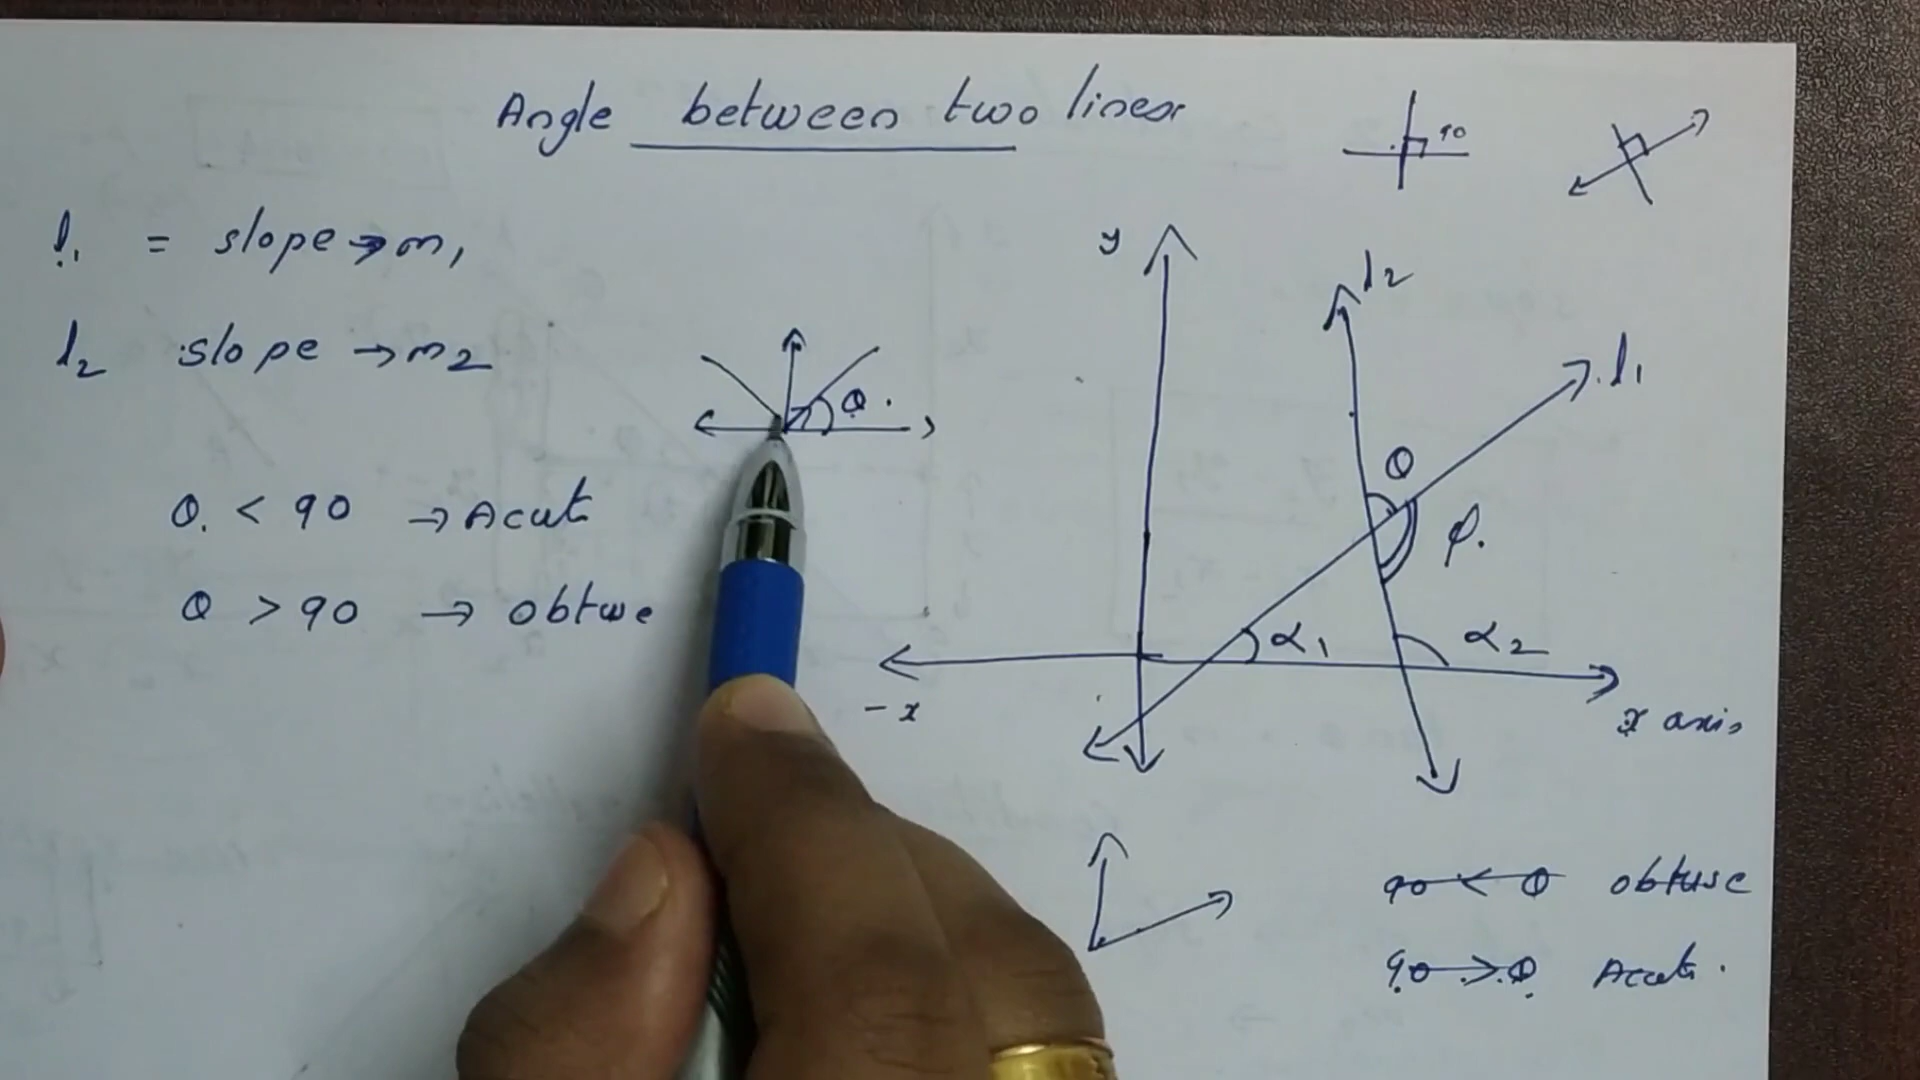 Angle between two lines
90
l1 = slope → m1
l2 slope → m2
θ.
θ. < 90 → Acut
θ > 90 → obtuse
y
l2
l1
θ
φ.
α1
α2
-x
x axis
90 < θ obtuse
90 > θ Acute.